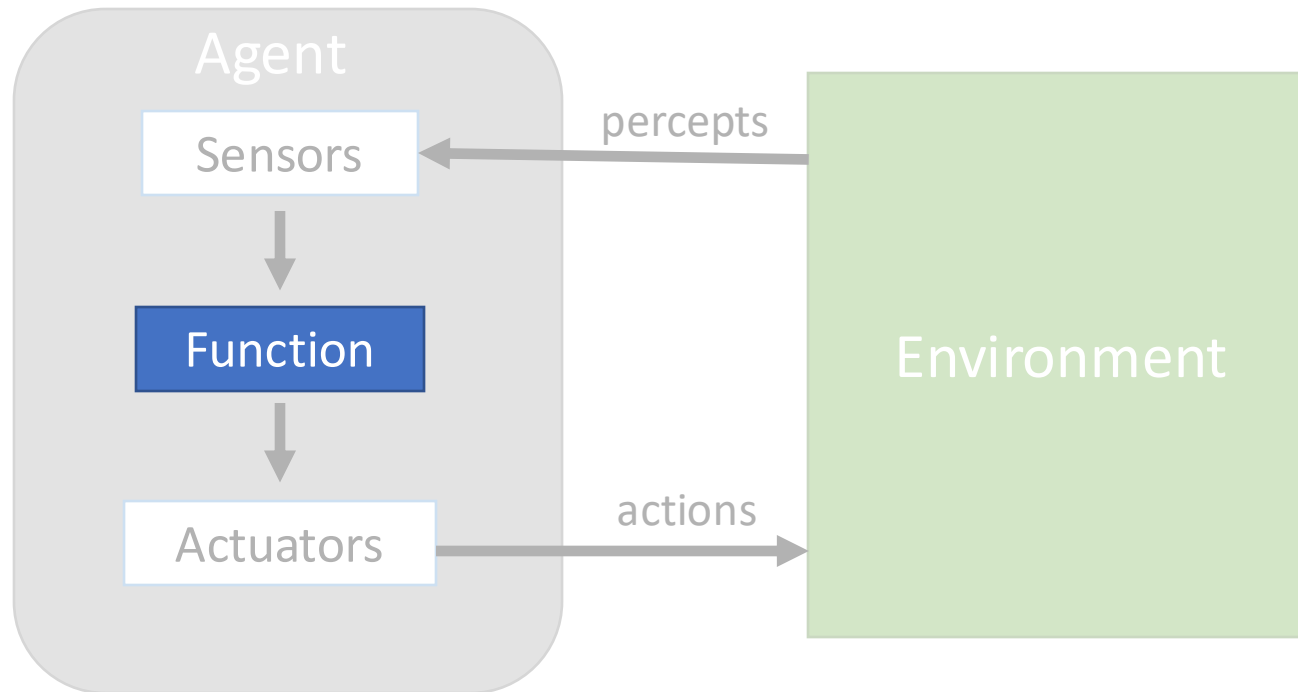 Agent
Sensors
percepts
Function
Environment
Actuators
actions